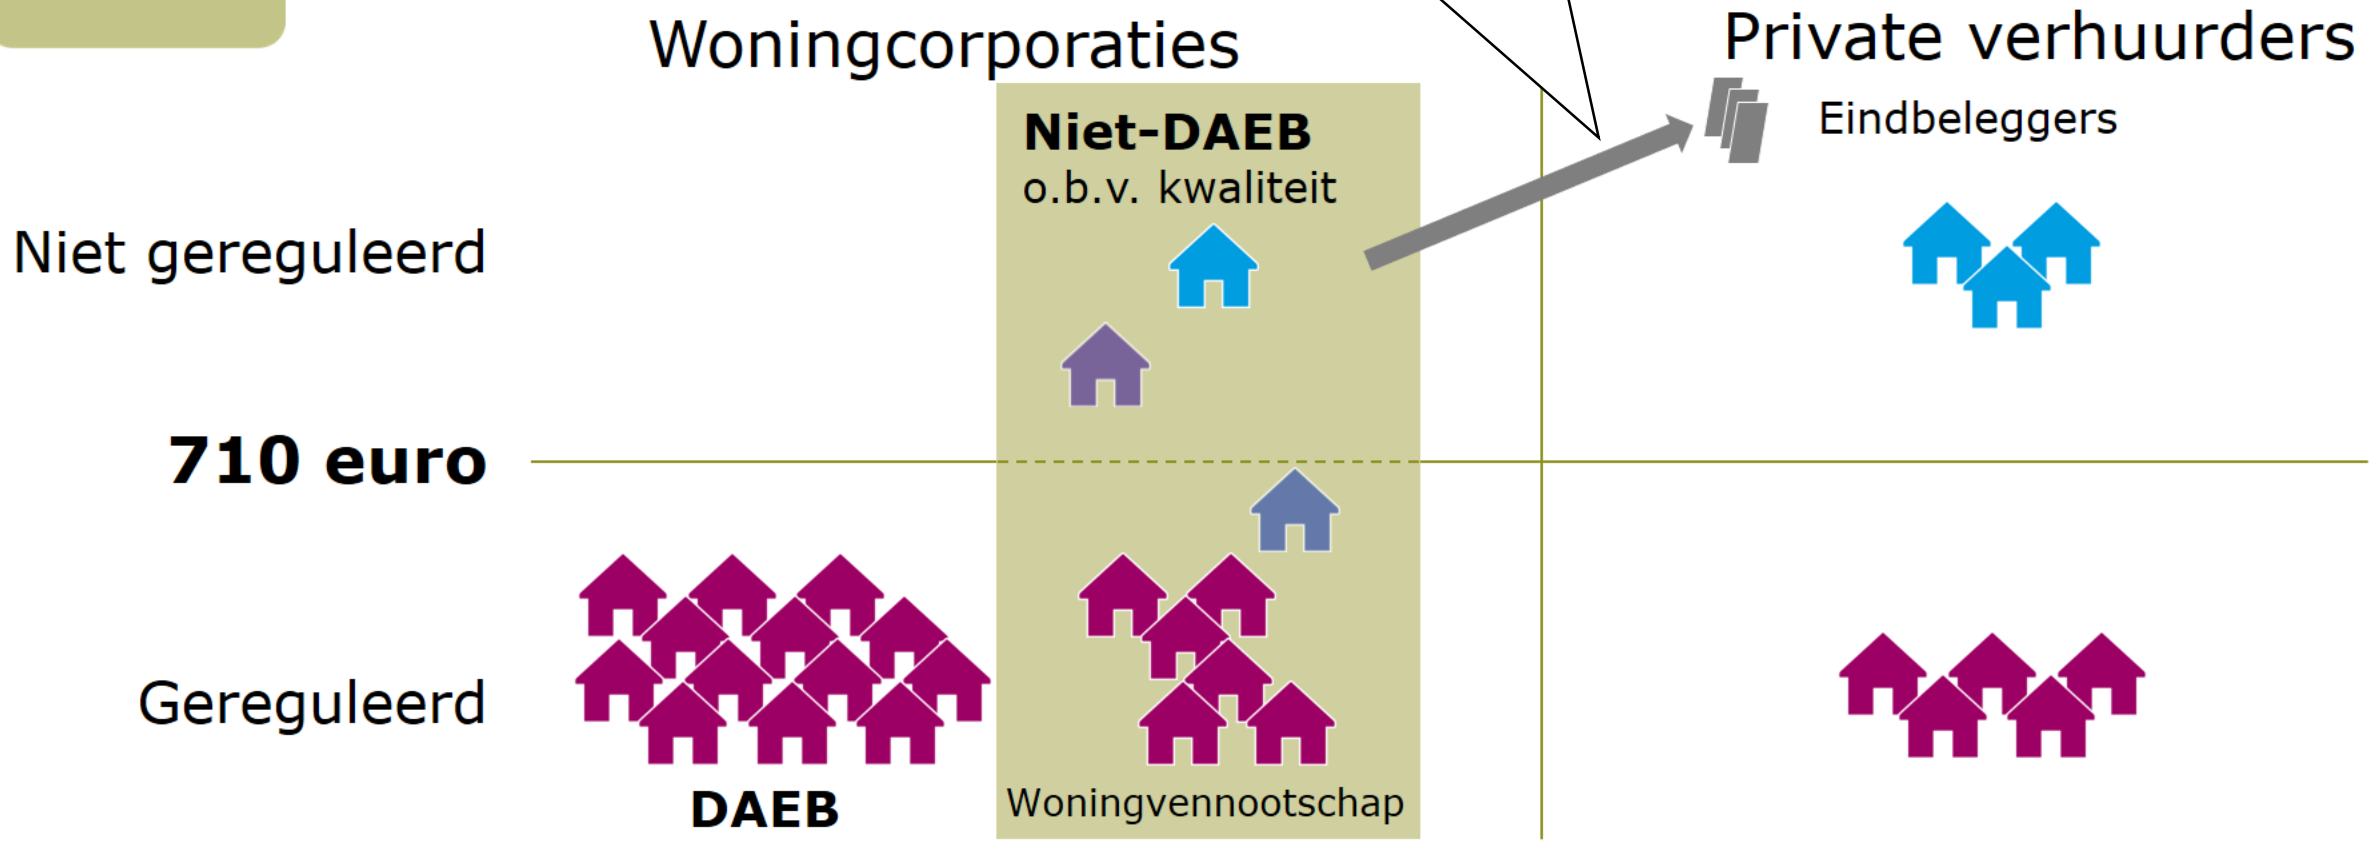 Woningcorporaties
Private verhuurders
Niet-DAEB
o.b.v. kwaliteit
Eindbeleggers
Niet gereguleerd
710 euro
Gereguleerd
DAEB
Woningvennootschap